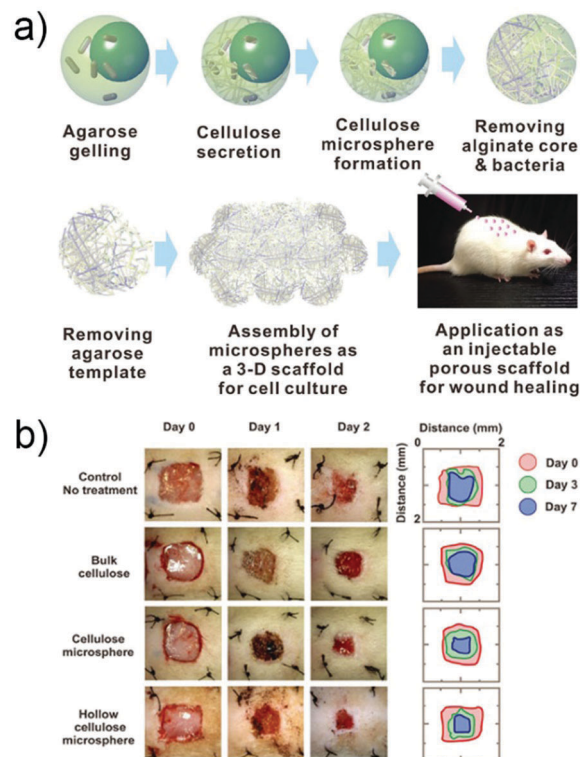 a)
Agarose
gelling
Cellulose
secretion
Cellulose
microsphere
formation
Removing
alginate core
& bacteria
Removing
agarose
template
Assembly of
microspheres as
a 3-D scaffold
for cell culture
Application as
an injectable
porous scaffold
for wound healing
b)
Day 0
Day 1
Day 2
Distance (mm)
0
2
Distance (mm)
2
Day 0
Day 3
Day 7
Control
No treatment
Bulk
cellulose
Cellulose
microsphere
Hollow
cellulose
microsphere